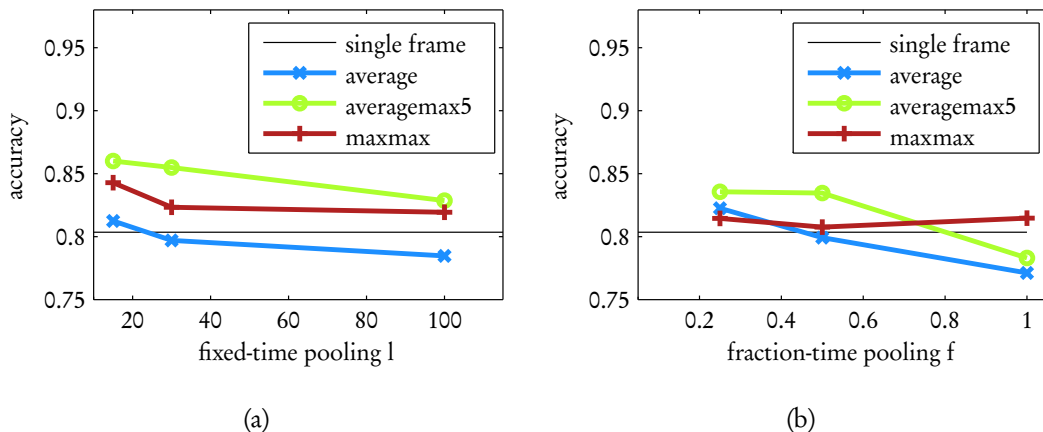 0.95
0.9
0.85
0.8
0.75
accuracy
single frame
average
averagemax5
maxmax
20 40 60 80 100
fixed-time pooling l
(a)
0.95
0.9
0.85
0.8
0.75
accuracy
single frame
average
averagemax5
maxmax
0.2 0.4 0.6 0.8 1
fraction-time pooling f
(b)